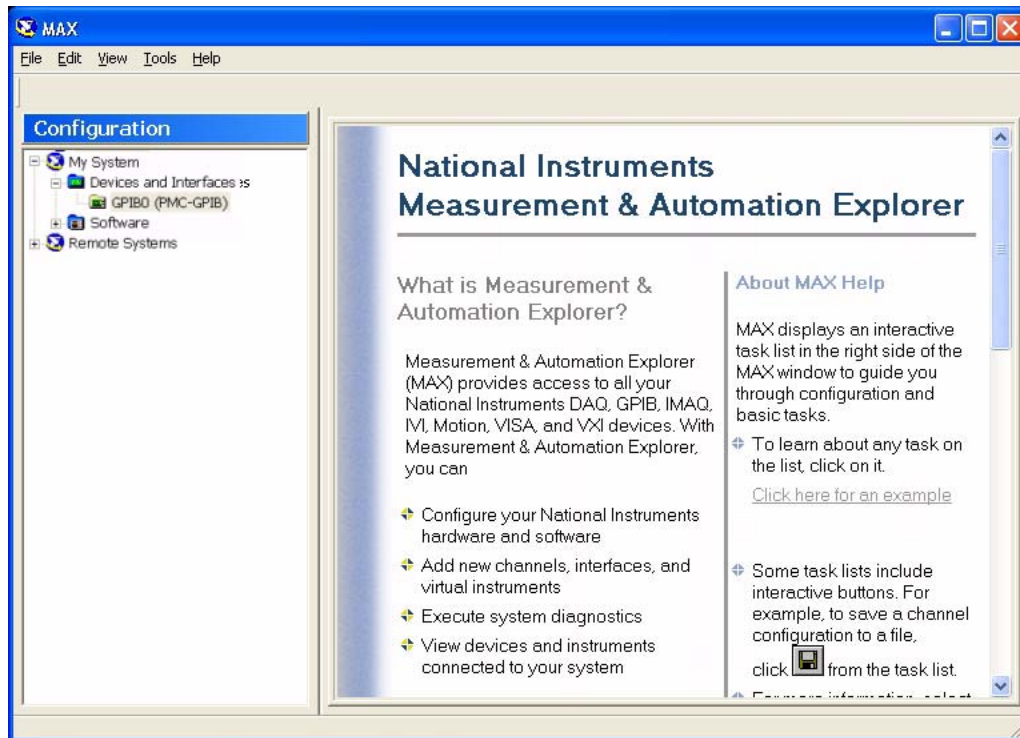 MAX
File Edit View Tools Help
Configuration
My System
Devices and Interfaces
GPIB0 (PMC-GPIB)
Software
Remote Systems
National Instruments
Measurement & Automation Explorer
What is Measurement &
Automation Explorer?
Measurement & Automation Explorer
(MAX) provides access to all your
National Instruments DAQ, GPIB, IMAQ,
IVI, Motion, VISA, and VXI devices. With
Measurement & Automation Explorer,
you can
Configure your National Instruments
hardware and software
Add new channels, interfaces, and
virtual instruments
Execute system diagnostics
View devices and instruments
connected to your system
About MAX Help
MAX displays an interactive
task list in the right side of the
MAX window to guide you
through configuration and
basic tasks.
To learn about any task on
the list, click on it.
Click here for an example
Some task lists include
interactive buttons. For
example, to save a channel
configuration to a file,
click from the task list.
For more information, select